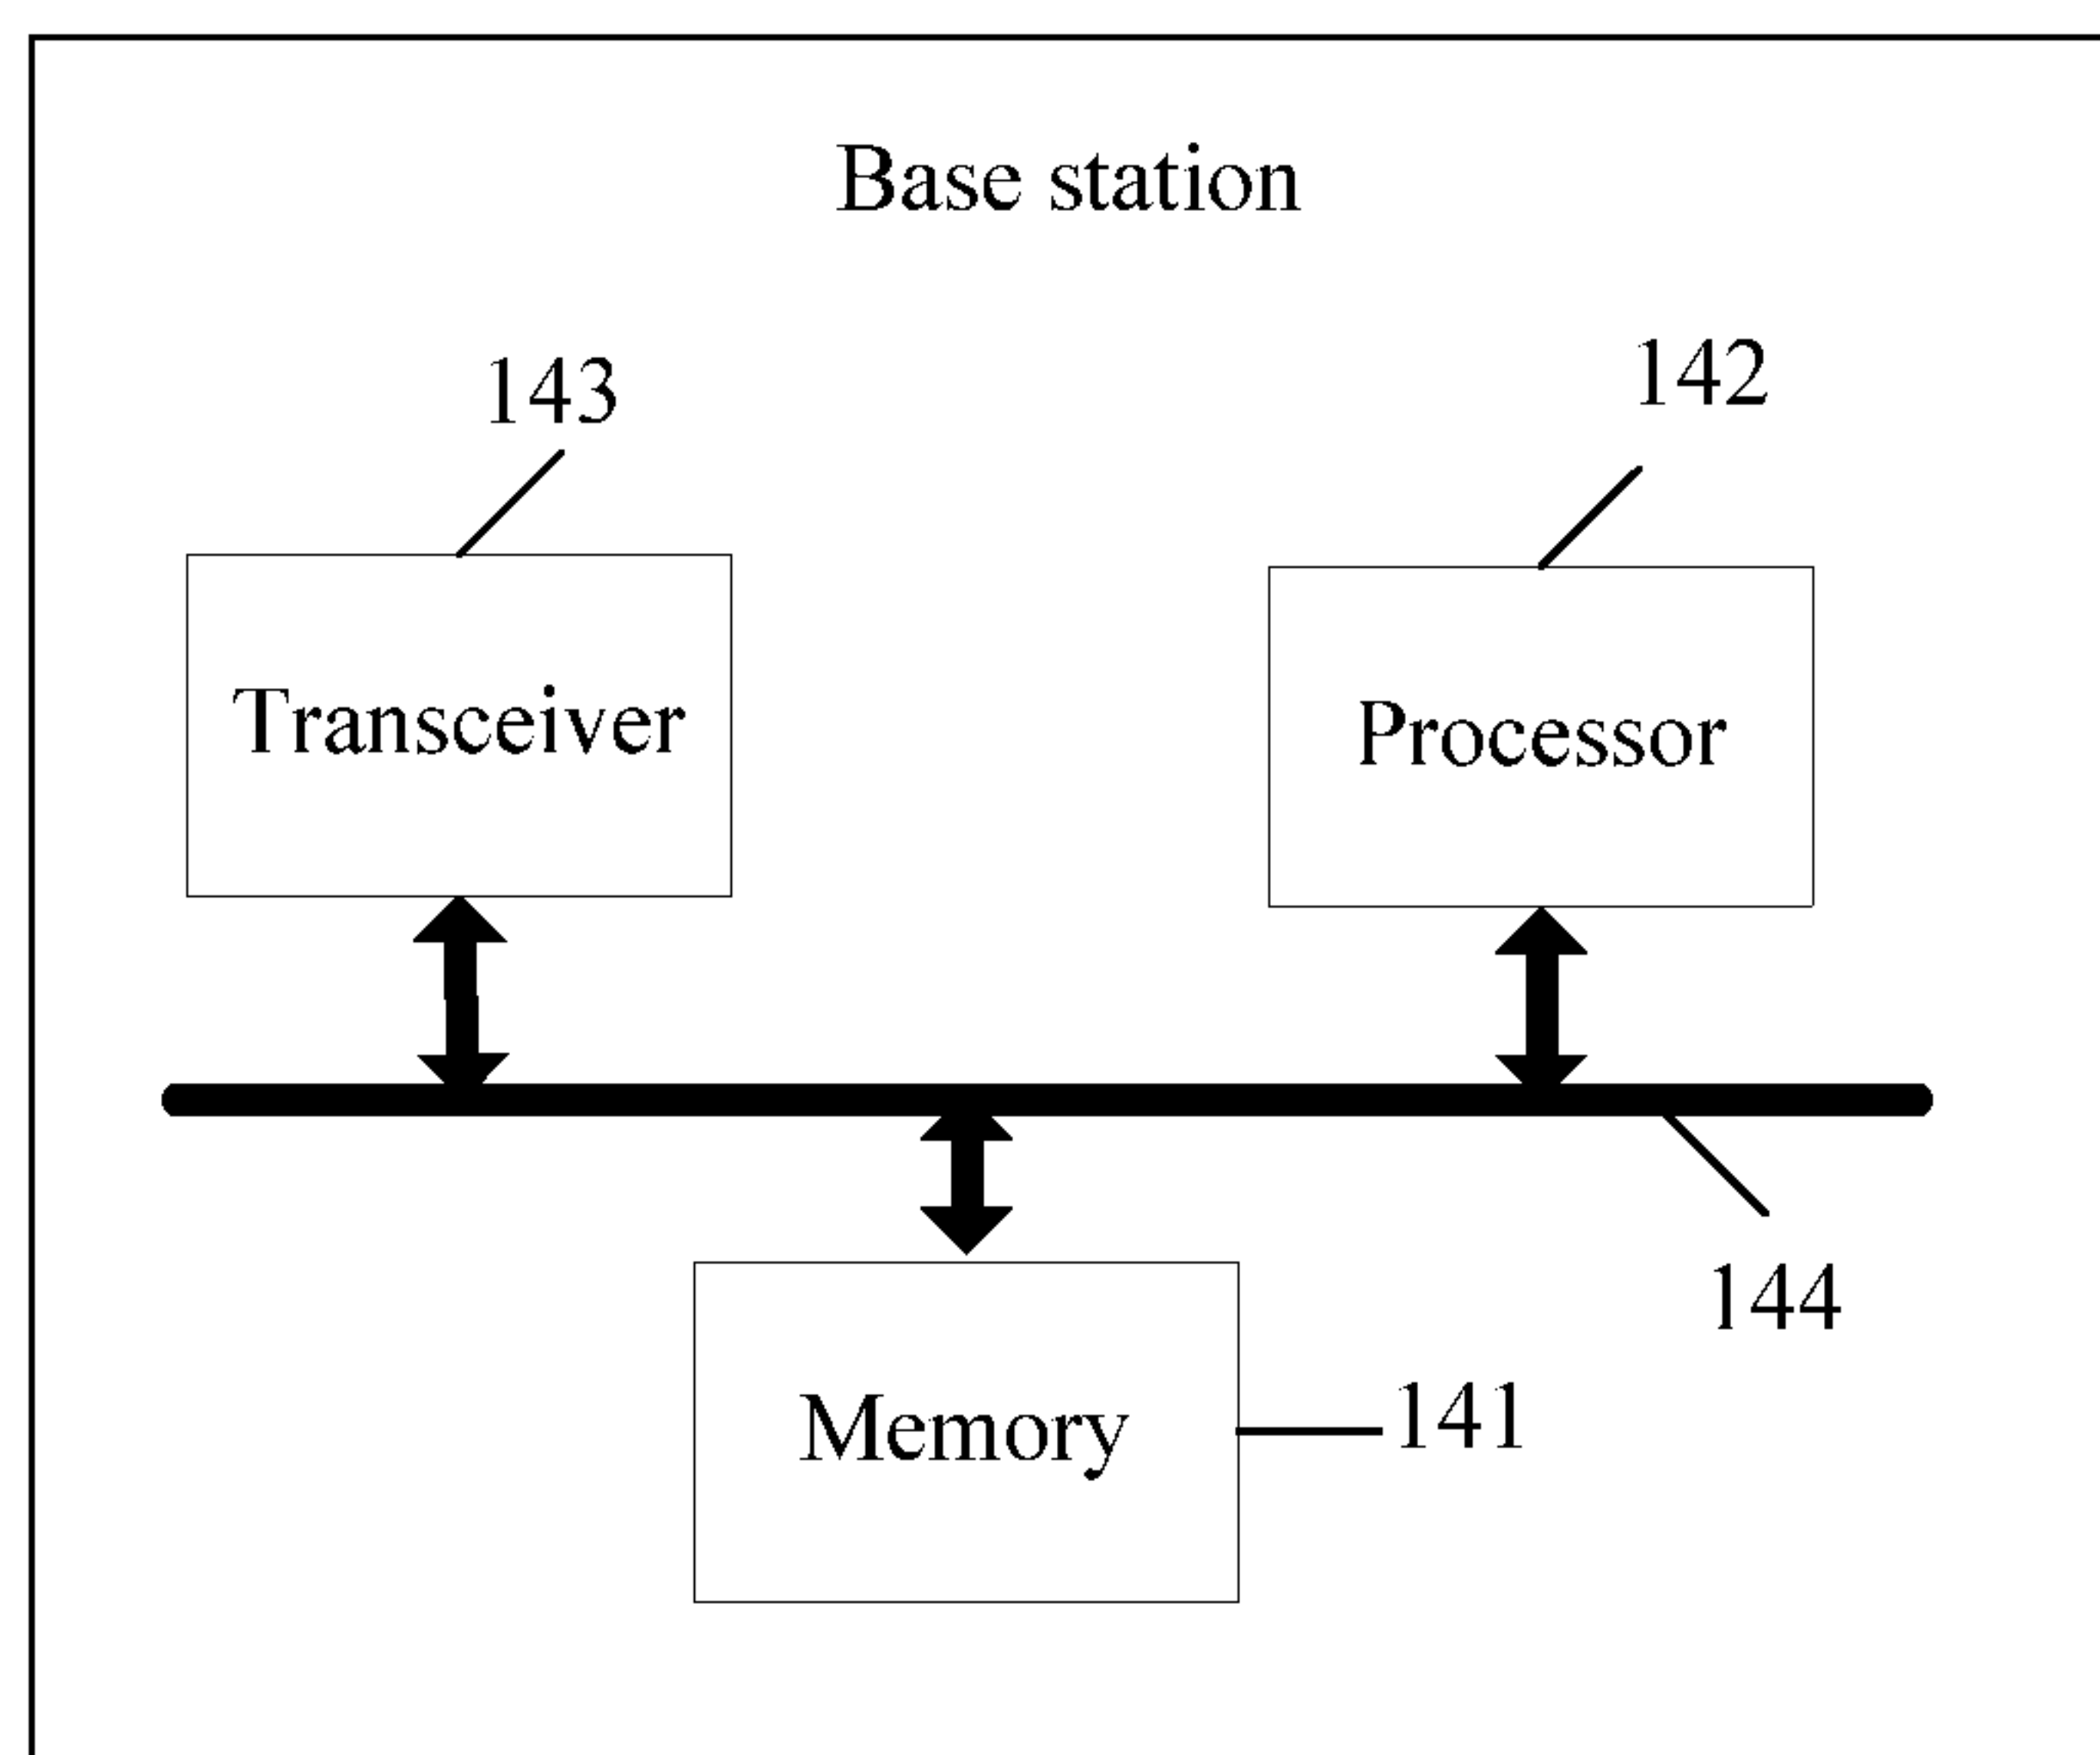 Base station
143
142
Transceiver
Processor
144
Memory
141